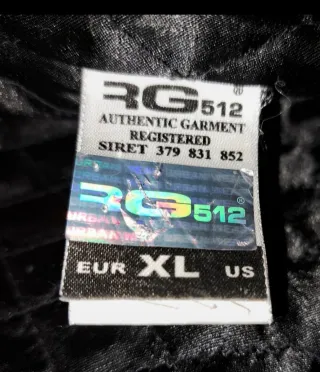 RG512®
AUTHENTIC GARMENT
REGISTERED
SIRET 379 831 852
RG512®
EUR XL US